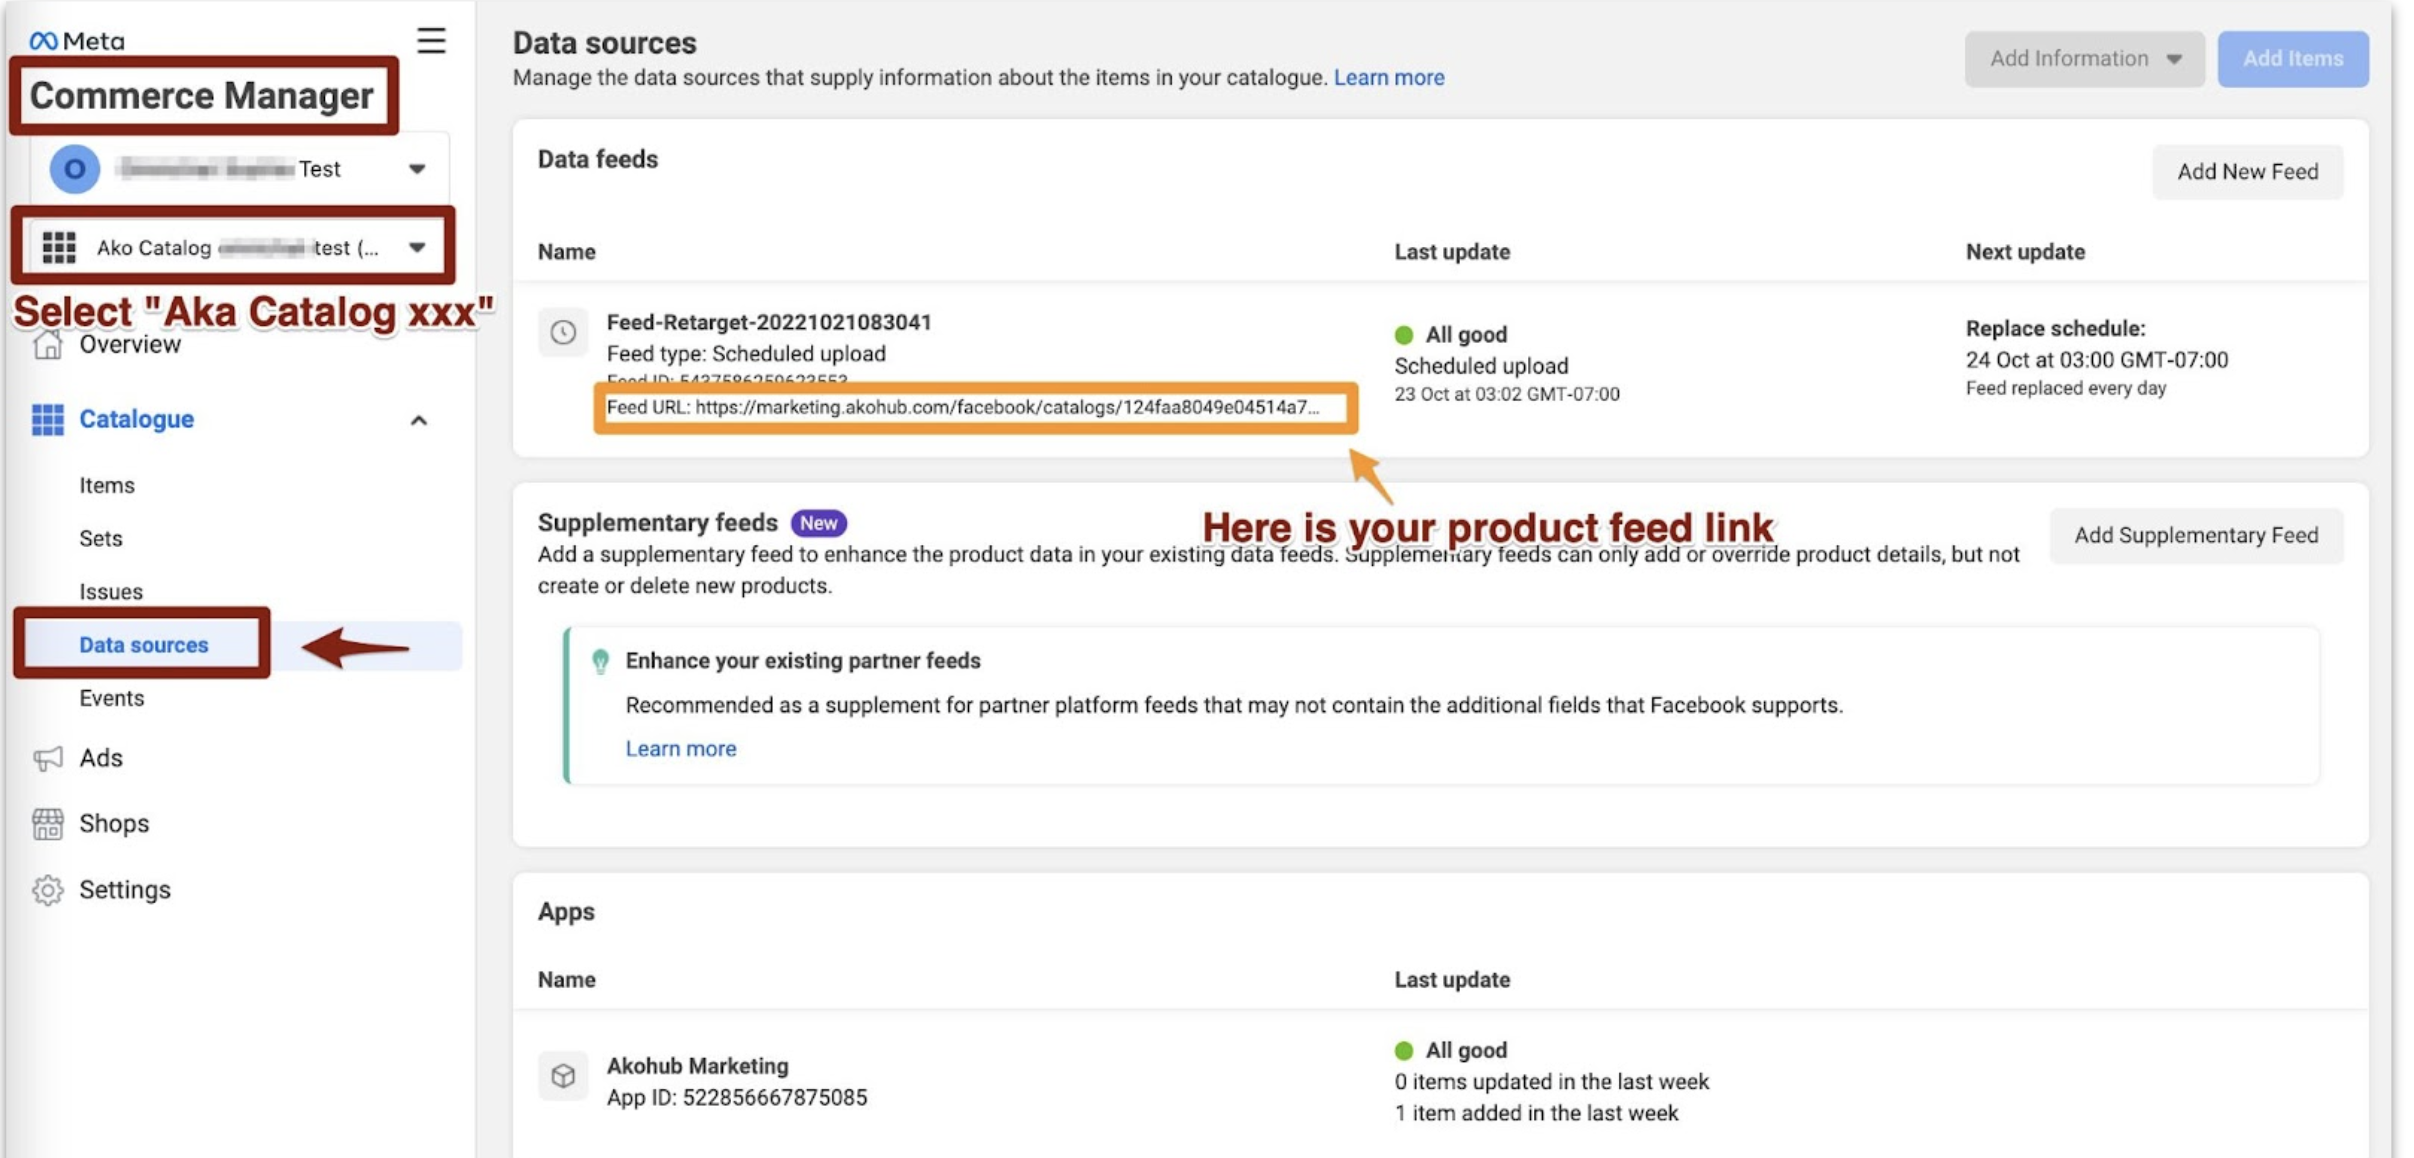 Meta
Commerce Manager
O
Test
Ako Catalog
test (...
Select "Aka Catalog xxx"
Overview
Catalogue
Items
Sets
Issues
Data sources
Events
Ads
Shops
Settings
Data sources
Manage the data sources that supply information about the items in your catalogue. Learn more
Add Information
Add Items
Data feeds
Add New Feed
Name
Last update
Next update
Feed-Retarget-20221021083041
Feed type: Scheduled upload
Feed ID: 5437586259623553
Feed URL: https://marketing.akohub.com/facebook/catalogs/124faa8049e04514a7...
All good
Scheduled upload
23 Oct at 03:02 GMT-07:00
Replace schedule:
24 Oct at 03:00 GMT-07:00
Feed replaced every day
Here is your product feed link
Supplementary feeds New
Add a supplementary feed to enhance the product data in your existing data feeds. Supplementary feeds can only add or override product details, but not
create or delete new products.
Add Supplementary Feed
Enhance your existing partner feeds
Recommended as a supplement for partner platform feeds that may not contain the additional fields that Facebook supports.
Learn more
Apps
Name
Last update
Akohub Marketing
App ID: 522856667875085
All good
0 items updated in the last week
1 item added in the last week